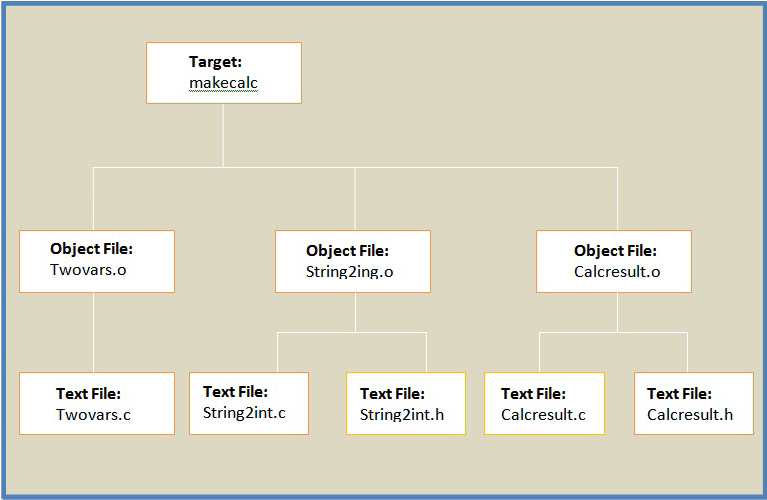 Target:
makecalc
Object File:
Twovars.o
Object File:
String2ing.o
Object File:
Calcresult.o
Text File:
Twovars.c
Text File:
String2int.c
Text File:
String2int.h
Text File:
Calcresult.c
Text File:
Calcresult.h